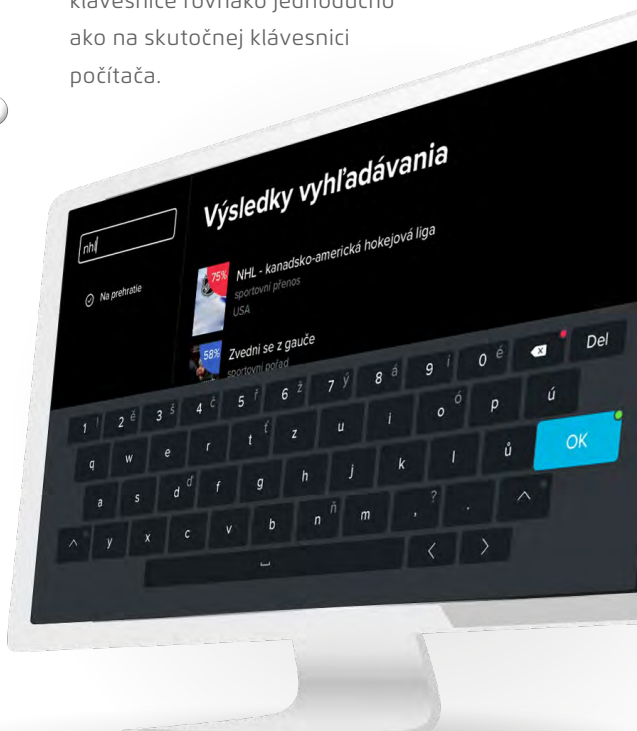 klávesnice rovnako jednoducho
ako na skutočnej klávesnici
počítača.
nhl
Výsledky vyhľadávania
Na prehratie
75%
NHL - kanadsko-americká hokejová liga
sportovní přenos
USA
58%
Zvedni se z gauče
sportovní pořad
1 ! 2 ě 3 š 4 č 5 ř 6 ž 7 ý 8 á 9 í 0 é Del
q w e r t ť z u i o ó p ú
a s d ď f g h j k l ů OK
y x c v b n ň m , ? .